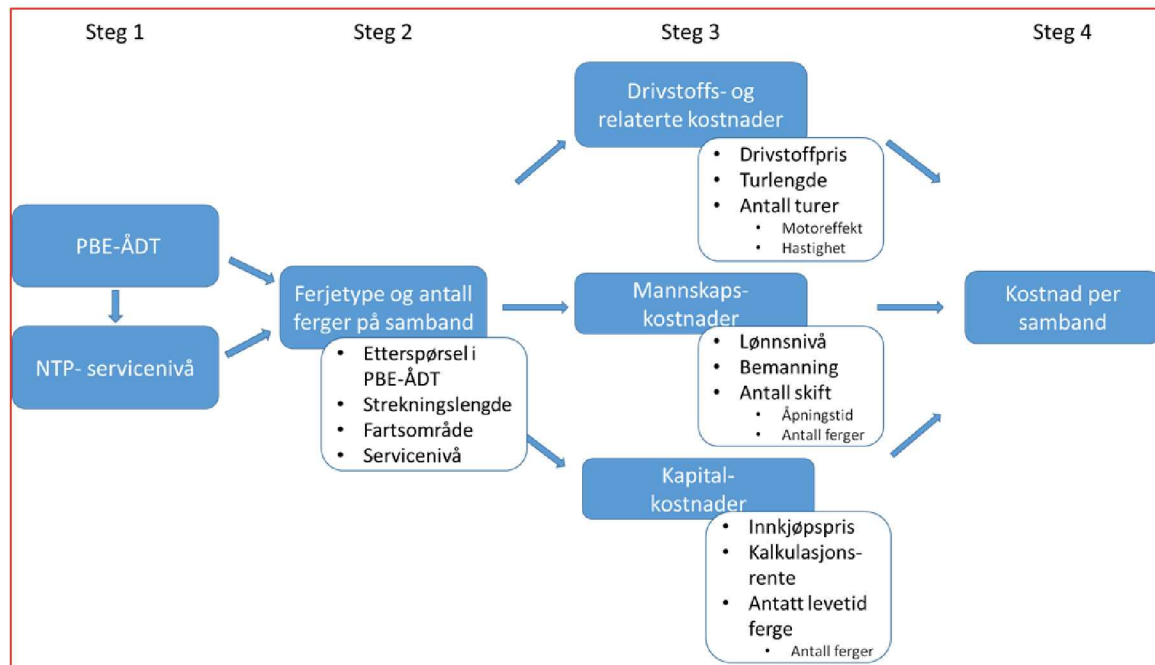 Steg 1
Steg 2
Steg 3
Steg 4
PBE-ÅDT
NTP- servicenivå
Ferjetype og antall
ferger på samband
• Etterspørsel i
PBE-ÅDT
• Strekningslengde
• Fartsområde
• Servicenivå
Drivstoffs- og
relaterte kostnader
• Drivstoffpris
• Turlengde
• Antall turer
• Motoreffekt
• Hastighet
Mannskaps-
kostnader
• Lønnsnivå
• Bemanning
• Antall skift
• Åpningstid
• Antall ferger
Kapital-
kostnader
• Innkjøpspris
• Kalkulasjons-
rente
• Antatt levetid
ferge
• Antall ferger
Kostnad per
samband